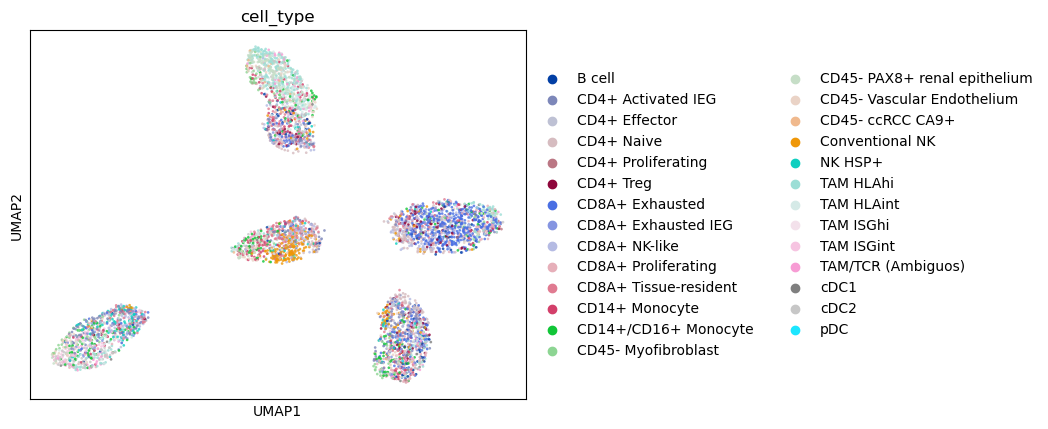 cell_type
UMAP2
UMAP1
B cell
CD4+ Activated IEG
CD4+ Effector
CD4+ Naive
CD4+ Proliferating
CD4+ Treg
CD8A+ Exhausted
CD8A+ Exhausted IEG
CD8A+ NK-like
CD8A+ Proliferating
CD8A+ Tissue-resident
CD14+ Monocyte
CD14+/CD16+ Monocyte
CD45- Myofibroblast
CD45- PAX8+ renal epithelium
CD45- Vascular Endothelium
CD45- ccRCC CA9+
Conventional NK
NK HSP+
TAM HLAhi
TAM HLAint
TAM ISGhi
TAM ISGint
TAM/TCR (Ambiguos)
cDC1
cDC2
pDC